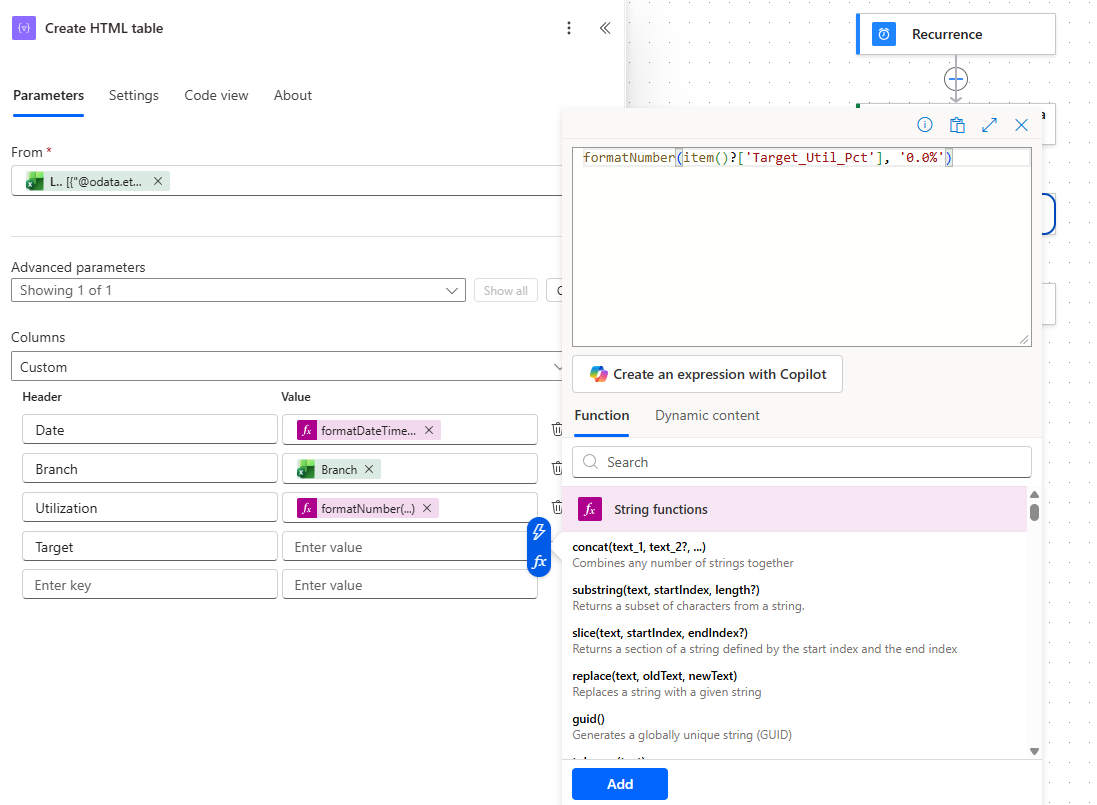 Create HTML table
Recurrence
Parameters Settings Code view About
From *
L.. [{"@odata.et...
formatNumber(item()?['Target_Util_Pct'], '0.0%')
Advanced parameters
Showing 1 of 1
Show all
Columns
Custom
Create an expression with Copilot
Header Value
Function Dynamic content
Date formatDateTime...
Branch Branch
Search
Utilization formatNumber(...)
fx String functions
Target Enter value
fx
Enter key Enter value
concat(text_1, text_2?, ...)
Combines any number of strings together
substring(text, startIndex, length?)
Returns a subset of characters from a string.
slice(text, startIndex, endIndex?)
Returns a section of a string defined by the start index and the end index
replace(text, oldText, newText)
Replaces a string with a given string
guid()
Generates a globally unique string (GUID)
Add